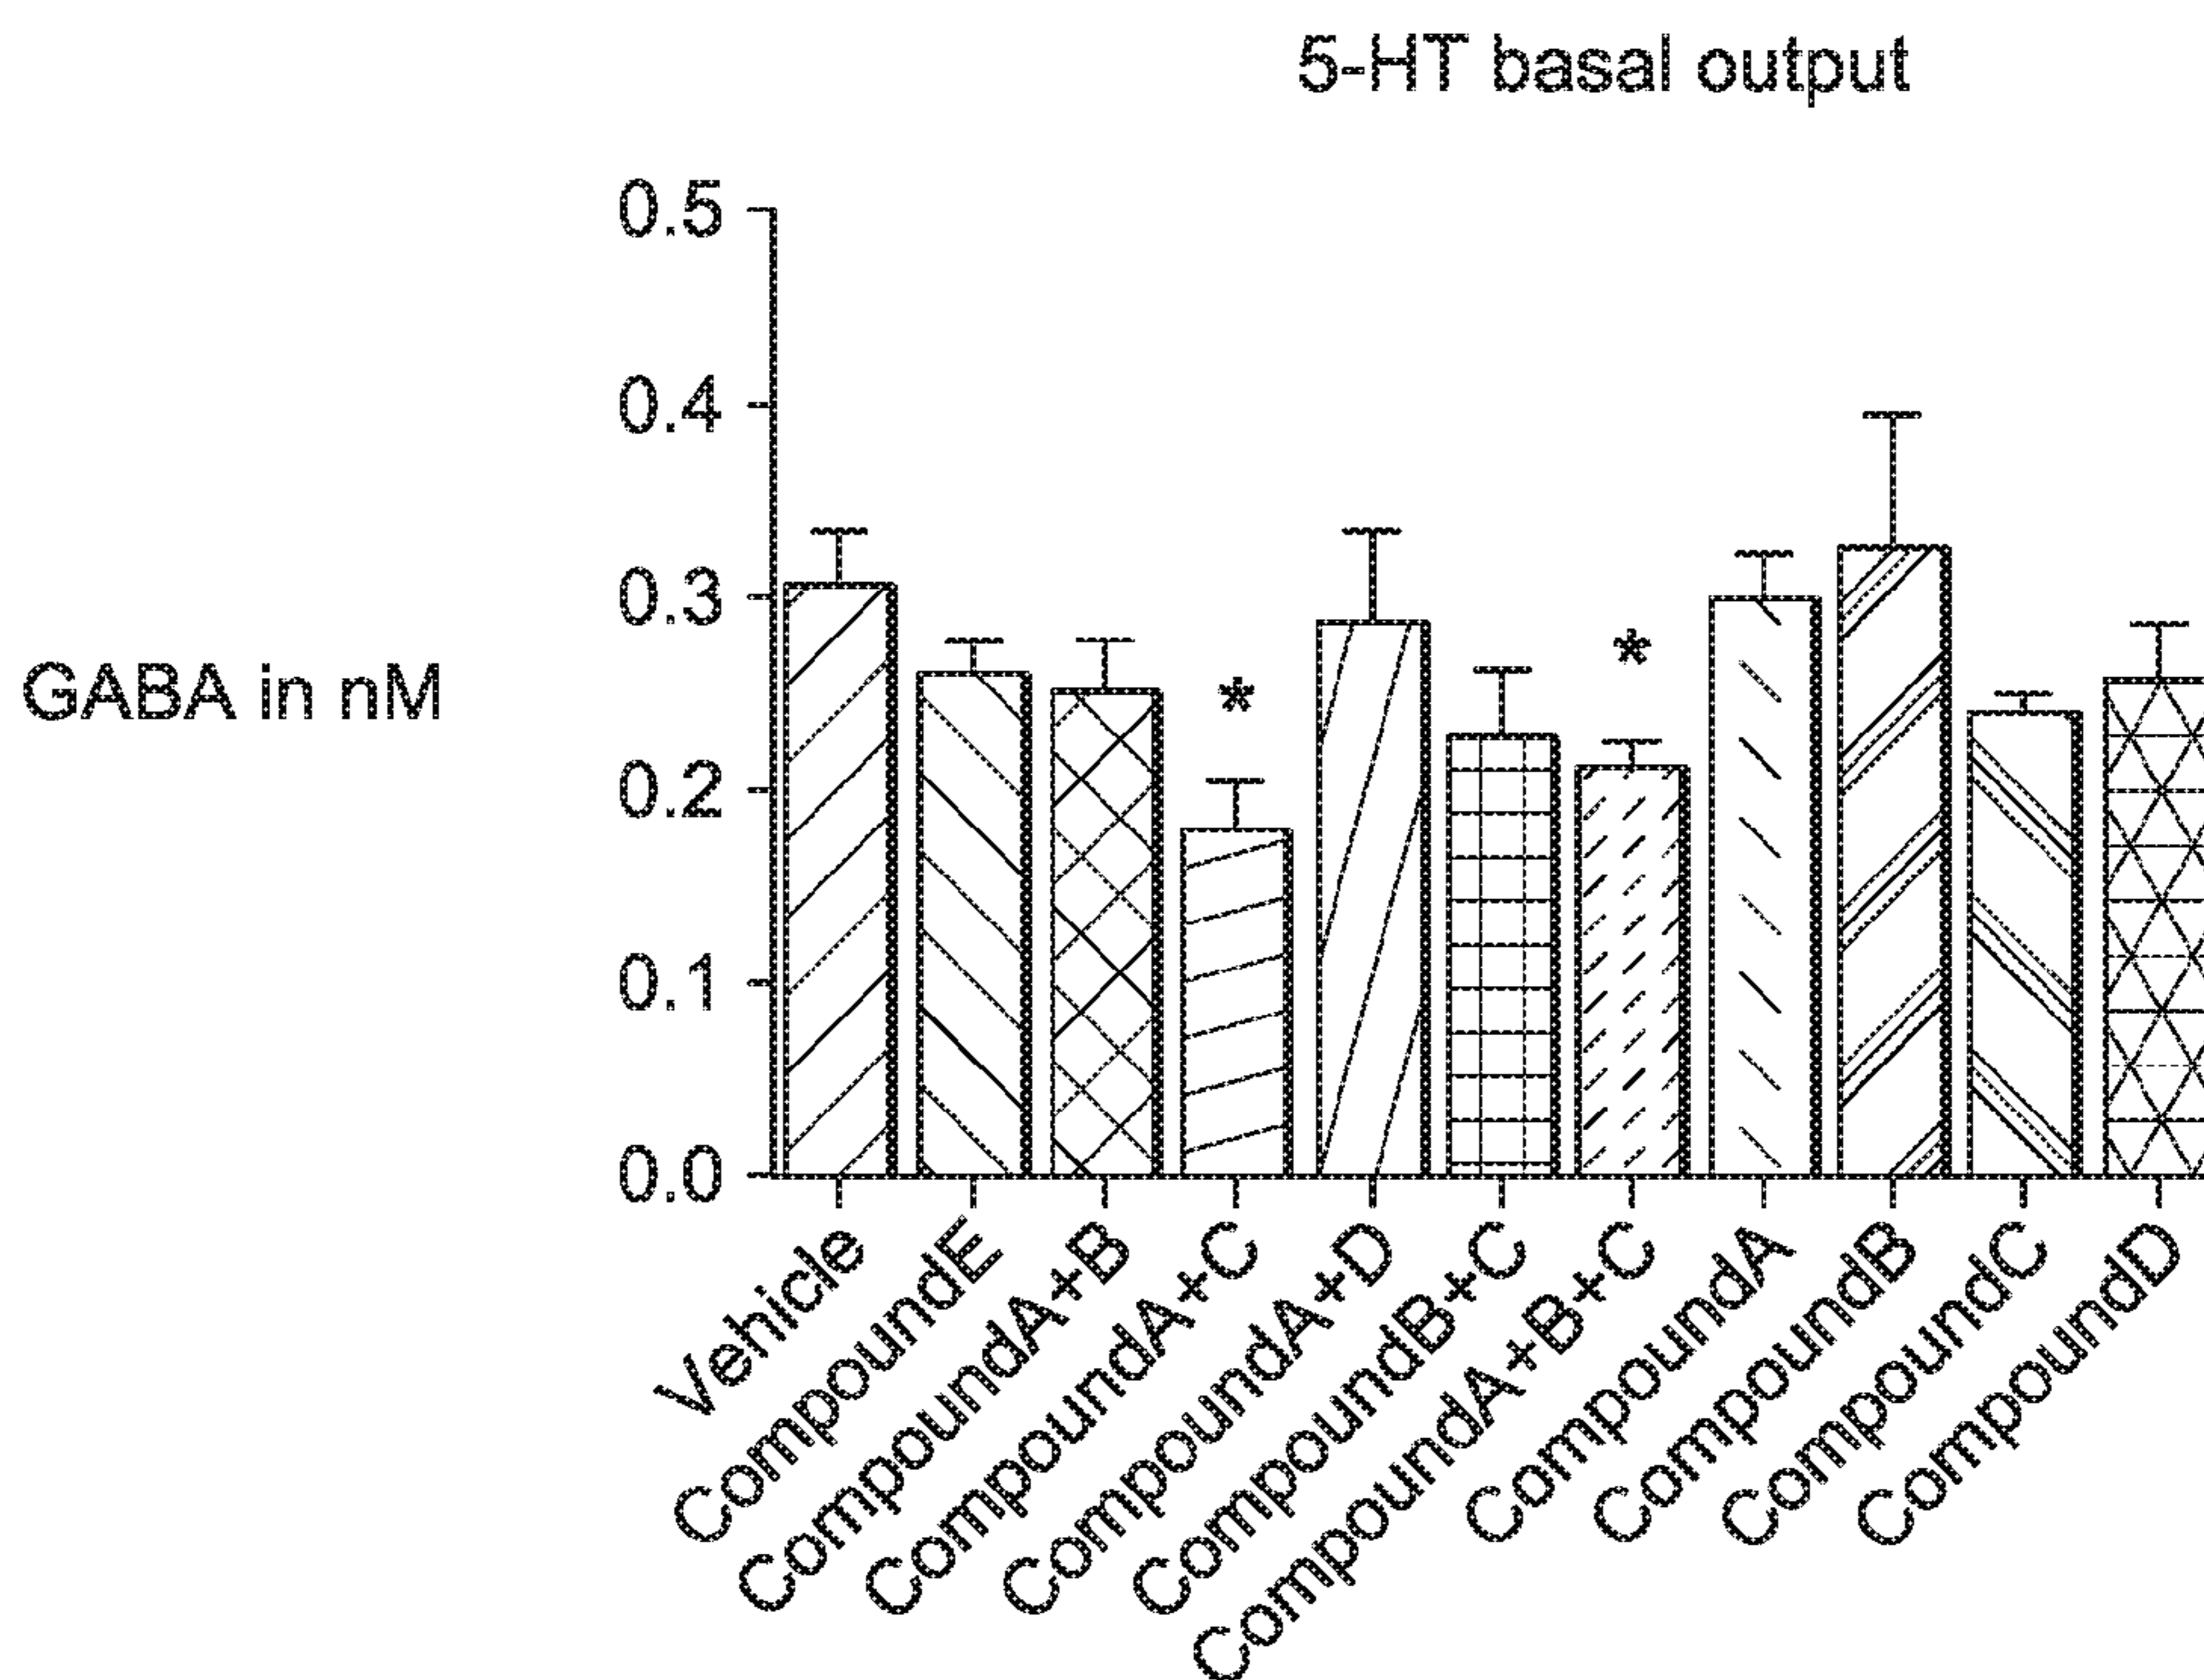 5-HT basal output
0.5
0.4
0.3
GABA in nM
0.2
0.1
0.0
*
*
Vehicle
CompoundE
CompoundA+B
CompoundA+C
CompoundA+D
CompoundB+C
CompoundA+B+C
CompoundA
CompoundB
CompoundC
CompoundD